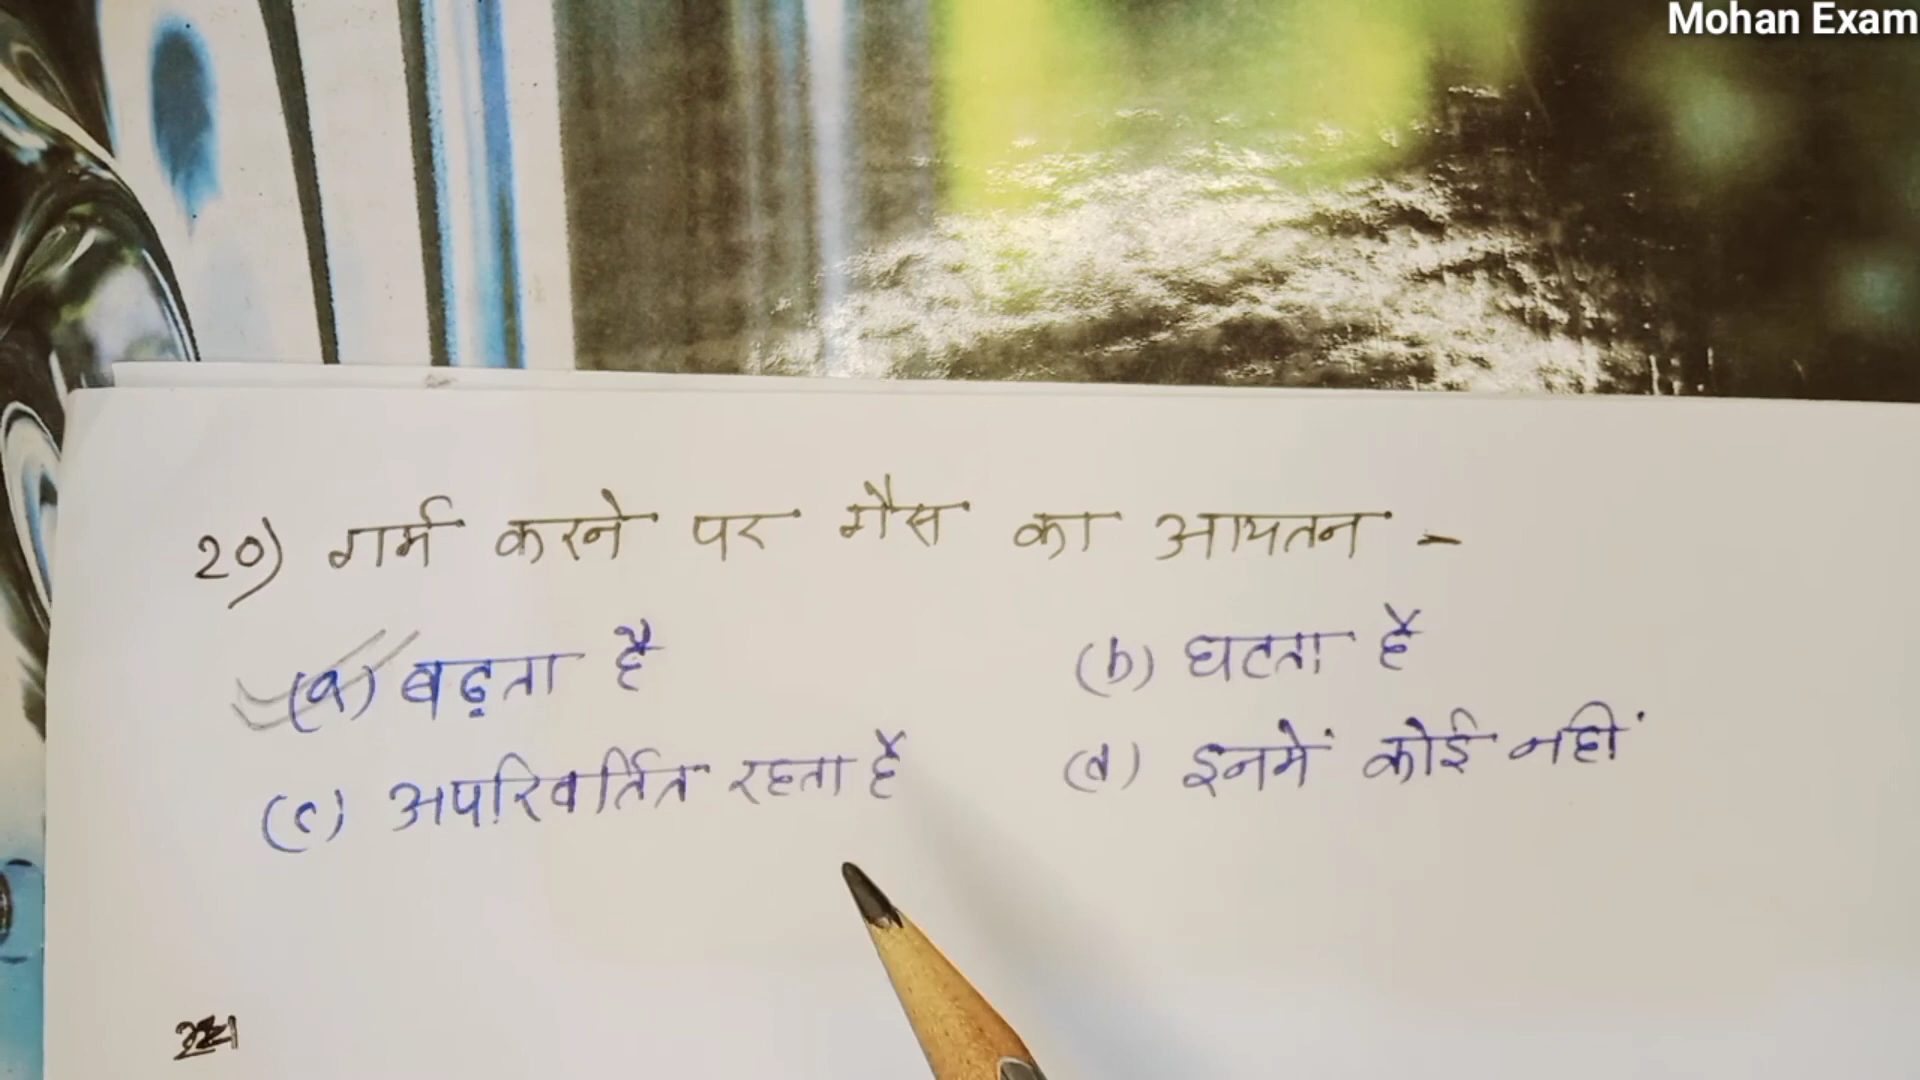 Mohan Exam
20) गर्म करने पर गैस का आयतन -
(a) बढ़ता है (b) घटता है
(c) अपरिवर्तित रहता है (d) इनमें कोई नहीं